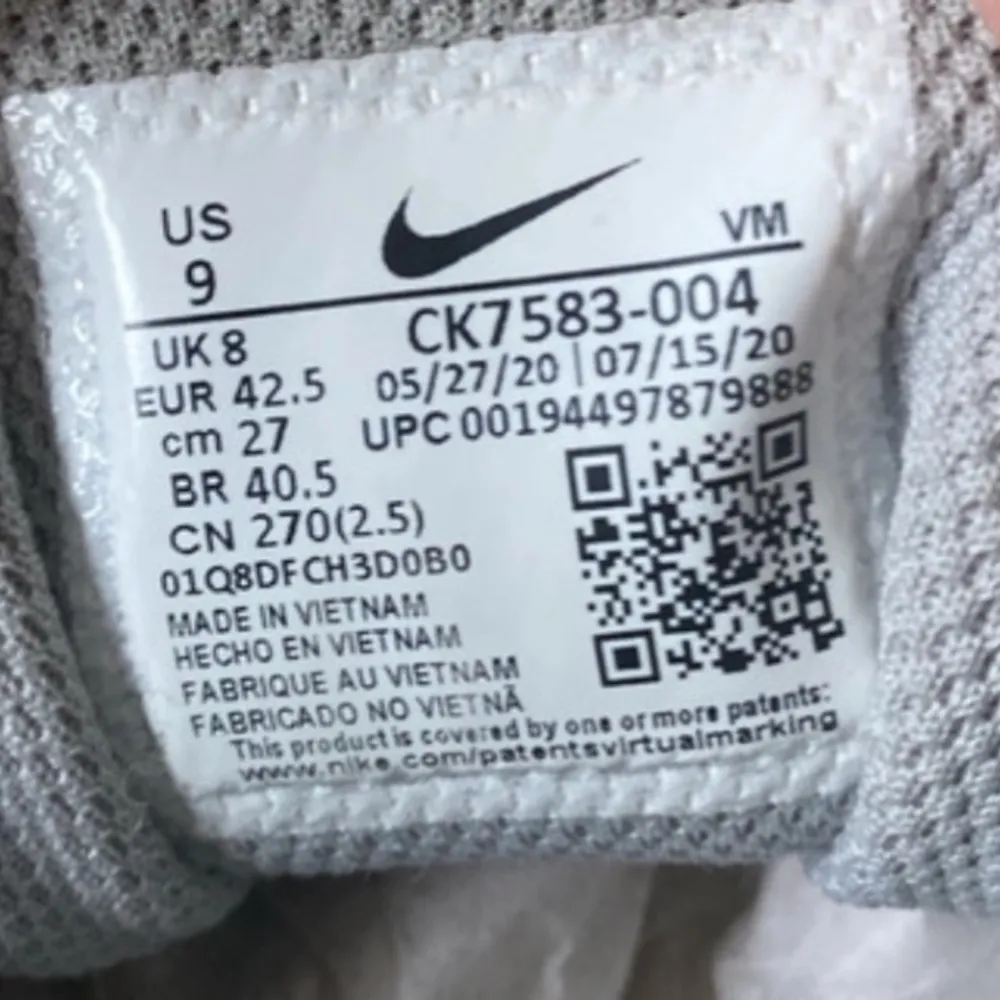 US
9
VM
UK 8
EUR 42.5
cm 27
BR 40.5
CN 270(2.5)
CK7583-004
05/27/20 | 07/15/20
UPC 00194497879888
01Q8DFCH3D0B0
MADE IN VIETNAM
HECHO EN VIETNAM
FABRIQUE AU VIETNAM
FABRICADO NO VIETNÃ
This product is covered by one or more patents:
www.nike.com/patentsvirtualmarking